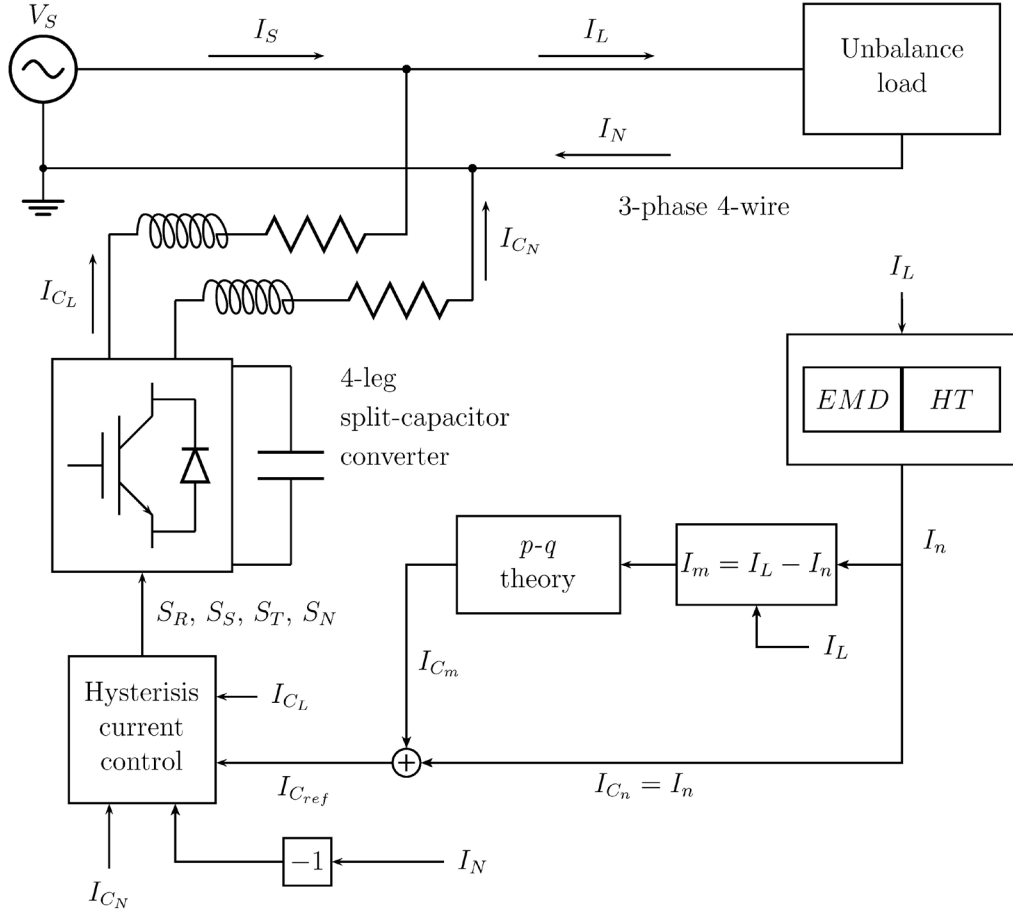 V_S
I_S
I_L
Unbalance
load
I_N
3-phase 4-wire
I_{C_N}
I_{C_L}
I_L
4-leg
split-capacitor
converter
EMD
HT
I_n
p-q
theory
I_m = I_L − I_n
I_L
S_R, S_S, S_T, S_N
I_{C_m}
Hysterisis
current
control
I_{C_L}
+
I_{C_{ref}}
I_{C_n} = I_n
−1
I_N
I_{C_N}